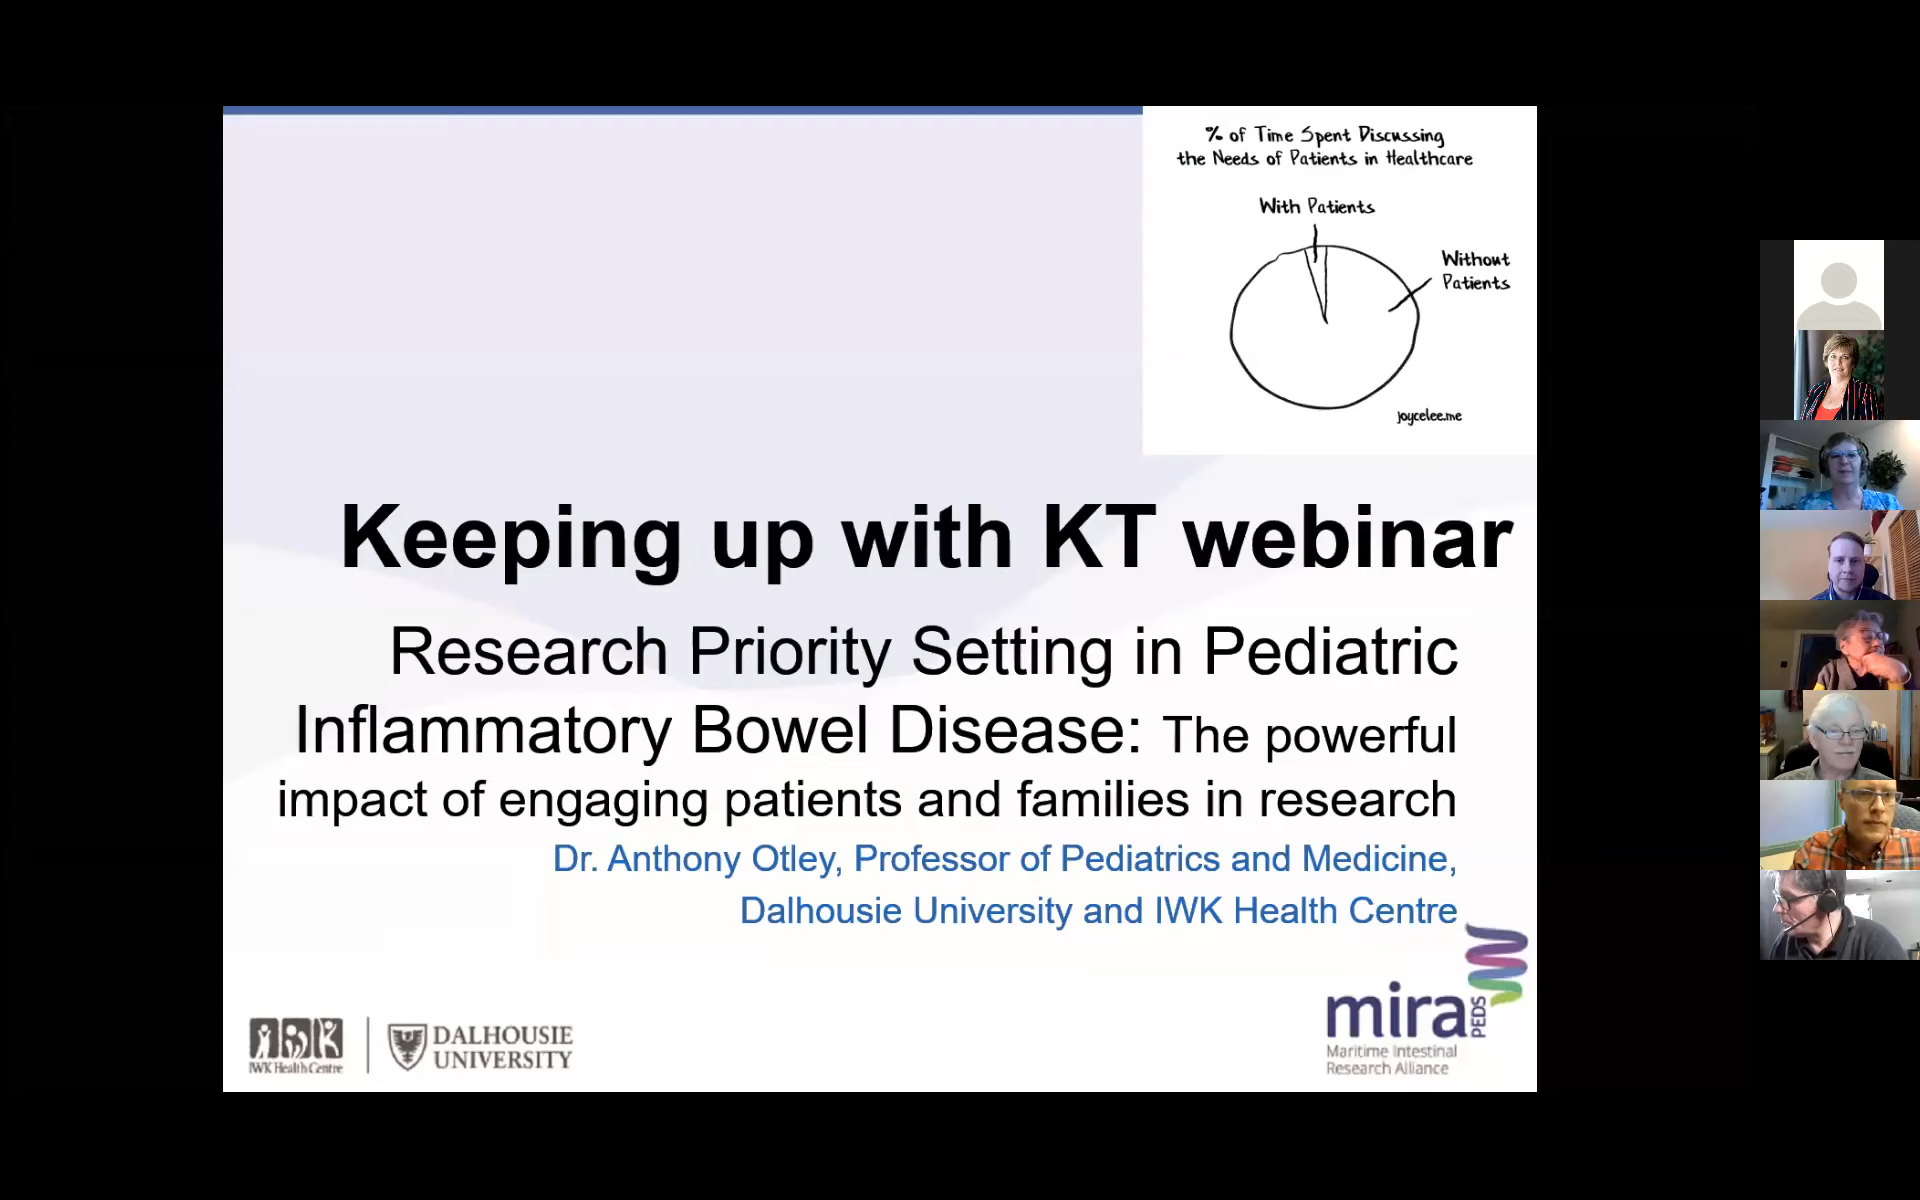 % of Time Spent Discussing
the Needs of Patients in Healthcare
With Patients
Without
Patients
joycelee.me
Keeping up with KT webinar
Research Priority Setting in Pediatric
Inflammatory Bowel Disease: The powerful
impact of engaging patients and families in research
Dr. Anthony Otley, Professor of Pediatrics and Medicine,
Dalhousie University and IWK Health Centre
IWK Health Centre
DALHOUSIE
UNIVERSITY
mira
PEDS
Maritime Intestinal
Research Alliance